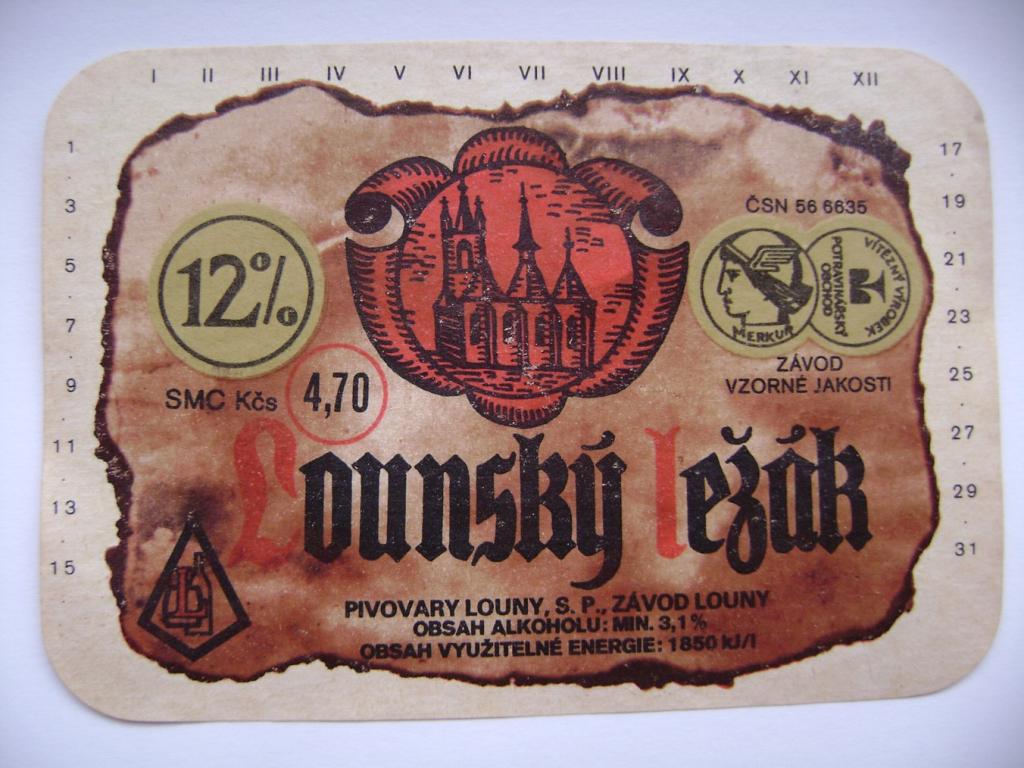 I II III IV V VI VII VIII IX X XI XII
1
3
5
7
9
11
13
15
17
19
21
23
25
27
29
31
12%
SMC Kčs 4,70
ČSN 56 6635
MERKUR
VÍTĚZNÝ VÝROBEK
POTRAVINÁŘSKÝ
OBCHOD
ZÁVOD
VZORNÉ JAKOSTI
Lounský ležák
PIVOVARY LOUNY, S. P., ZÁVOD LOUNY
OBSAH ALKOHOLU: MIN. 3,1%
OBSAH VYUŽITELNÉ ENERGIE: 1850 kJ/l